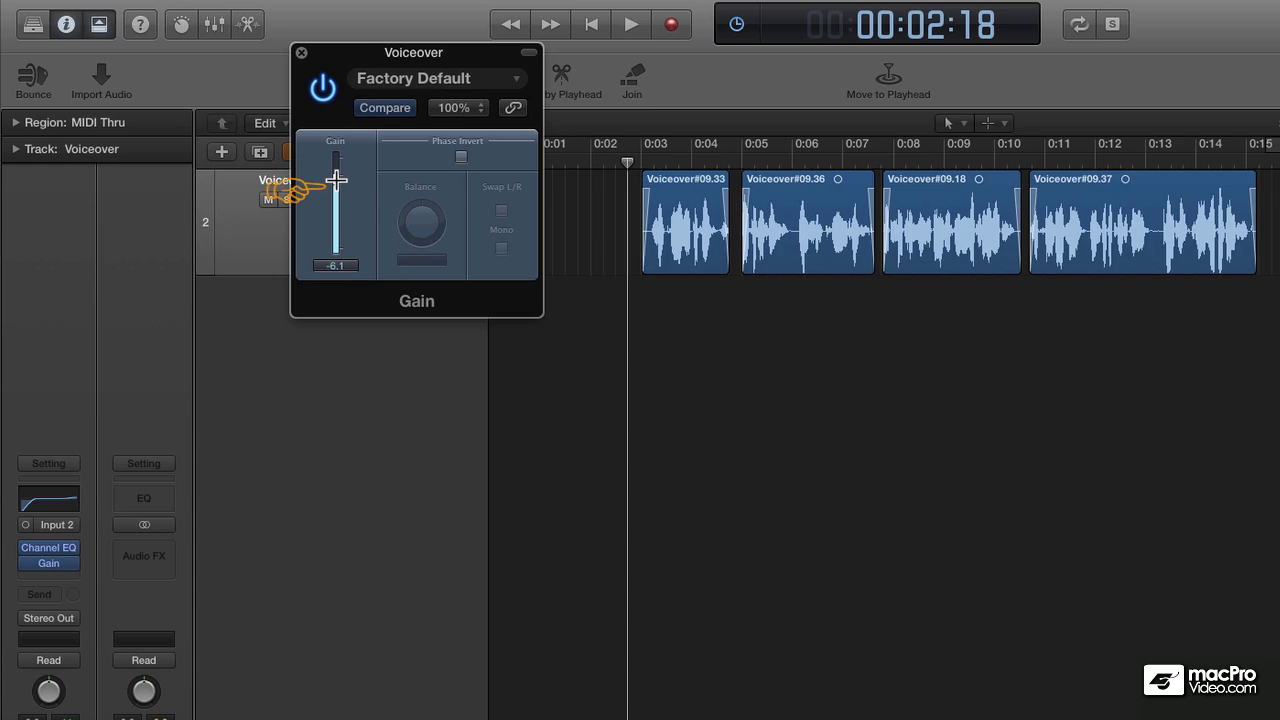 ?
00:02:18
S
Voiceover
Factory Default
Compare
100%
Bounce
Import Audio
by Playhead
Join
Move to Playhead
Region: MIDI Thru
Track: Voiceover
Edit
Gain
Phase Invert
Balance
Swap L/R
Mono
-6.1
Gain
0:01
0:02
0:03
0:04
0:05
0:06
0:07
0:08
0:09
0:10
0:11
0:12
0:13
0:14
0:15
2
M
Voiceover#09.33
Voiceover#09.36
Voiceover#09.18
Voiceover#09.37
Setting
Setting
EQ
Input 2
Channel EQ
Gain
Audio FX
Send
Stereo Out
Read
Read
macPro
Video.com